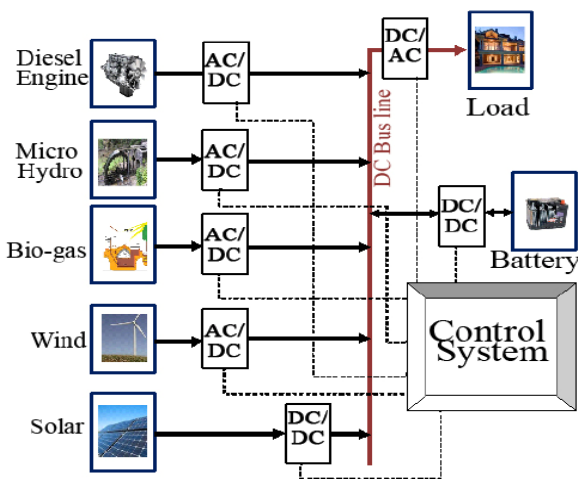 Diesel
Engine
AC/
DC
DC/
AC
Load
Micro
Hydro
AC/
DC
DC Bus line
Bio-gas
AC/
DC
DC/
DC
Battery
Wind
AC/
DC
Control
System
Solar
DC/
DC